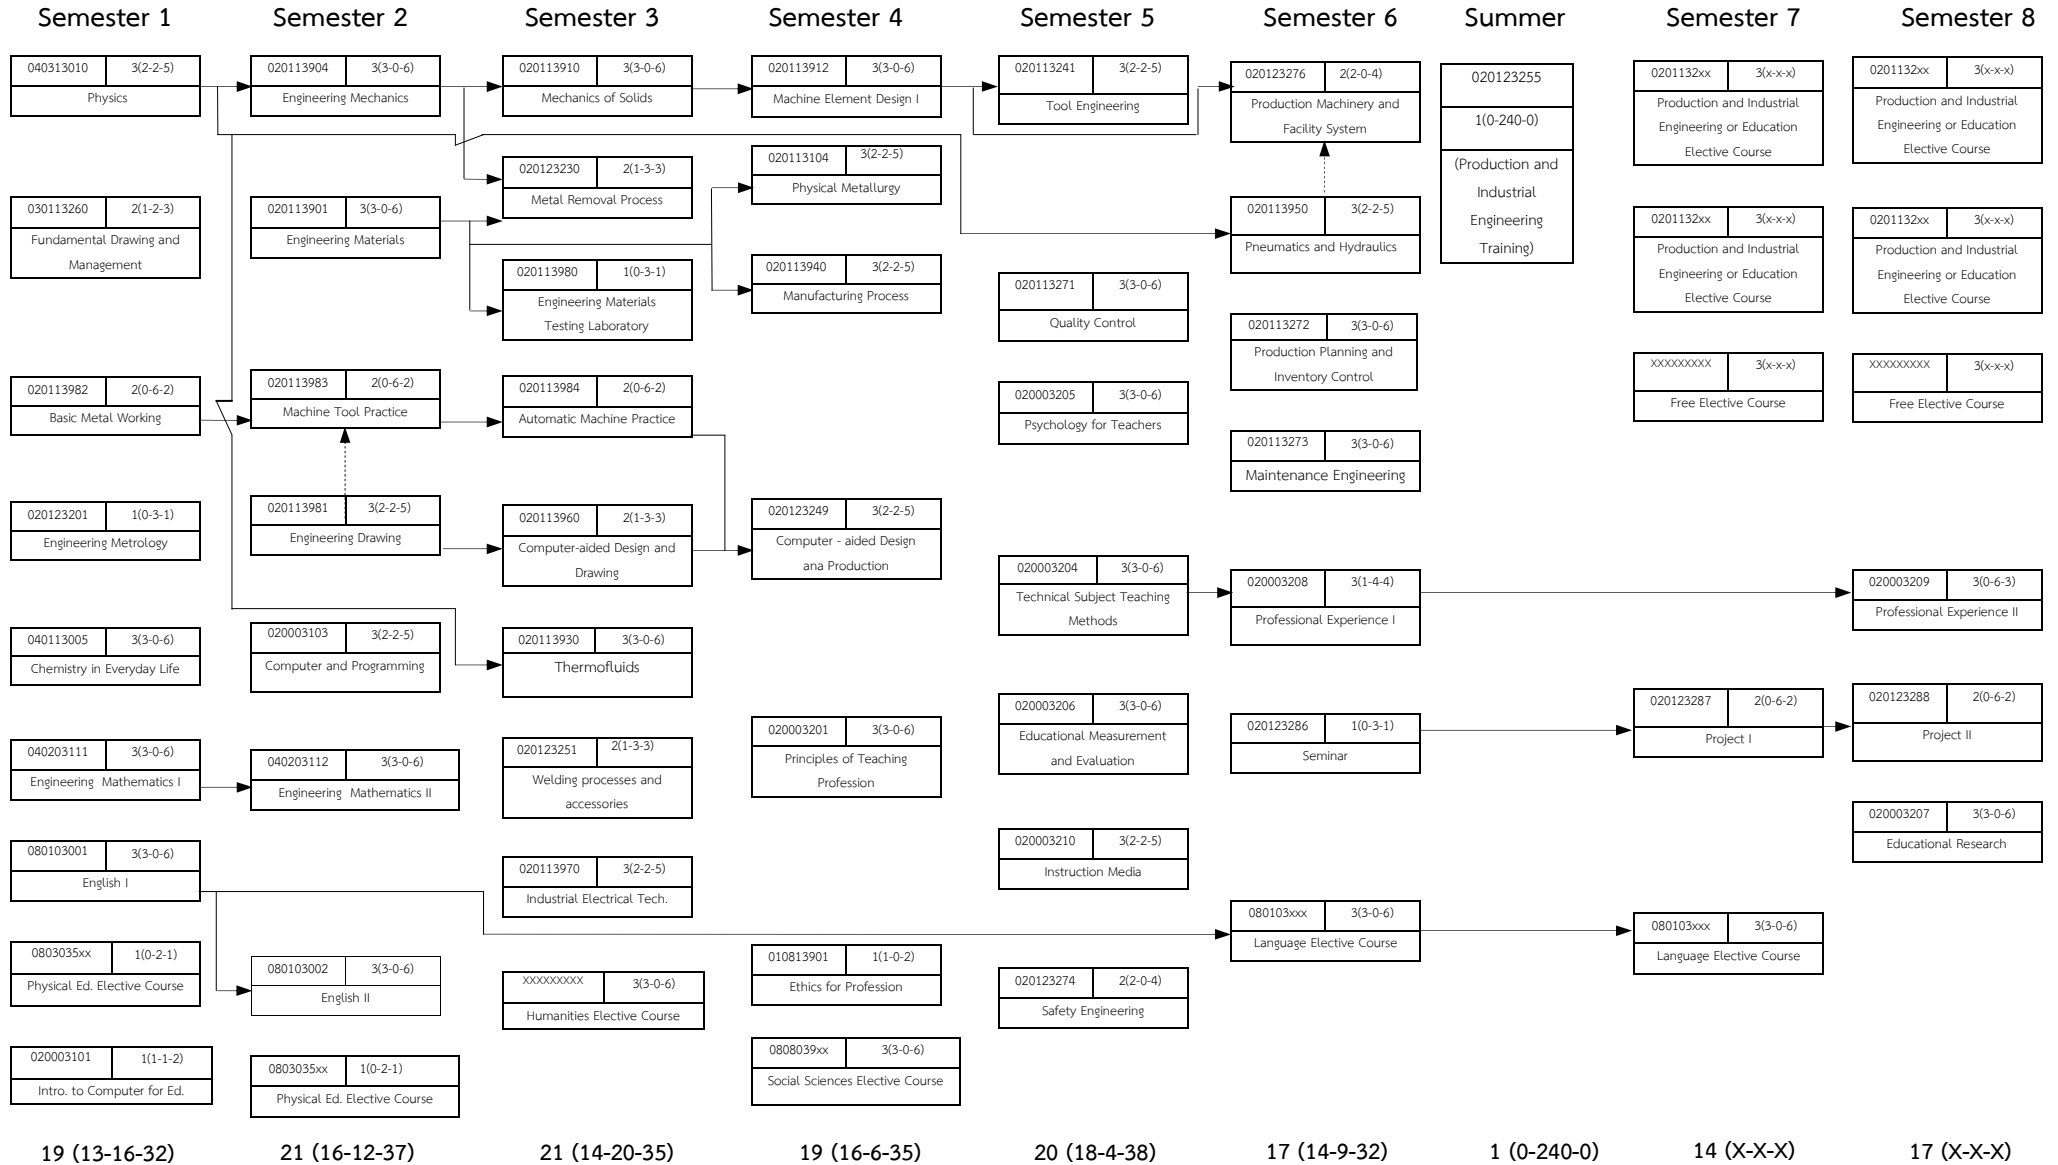 Semester 1
Semester 2
Semester 3
Semester 4
Semester 5
Semester 6
Summer
Semester 7
Semester 8
040313010 3(2-2-5)
Physics
030113260 2(1-2-3)
Fundamental Drawing and
Management
020113982 2(0-6-2)
Basic Metal Working
020123201 1(0-3-1)
Engineering Metrology
040113005 3(3-0-6)
Chemistry in Everyday Life
040203111 3(3-0-6)
Engineering Mathematics I
080103001 3(3-0-6)
English I
0803035xx 1(0-2-1)
Physical Ed. Elective Course
020003101 1(1-1-2)
Intro. to Computer for Ed.
19 (13-16-32)
020113904 3(3-0-6)
Engineering Mechanics
020113901 3(3-0-6)
Engineering Materials
020113983 2(0-6-2)
Machine Tool Practice
020113981 3(2-2-5)
Engineering Drawing
020003103 3(2-2-5)
Computer and Programming
040203112 3(3-0-6)
Engineering Mathematics II
080103002 3(3-0-6)
English II
0803035xx 1(0-2-1)
Physical Ed. Elective Course
21 (16-12-37)
020113910 3(3-0-6)
Mechanics of Solids
020123230 2(1-3-3)
Metal Removal Process
020113980 1(0-3-1)
Engineering Materials
Testing Laboratory
020113984 2(0-6-2)
Automatic Machine Practice
020113960 2(1-3-3)
Computer-aided Design and
Drawing
020113930 3(3-0-6)
Thermofluids
020123251 2(1-3-3)
Welding processes and
accessories
020113970 3(2-2-5)
Industrial Electrical Tech.
XXXXXXXXX 3(3-0-6)
Humanities Elective Course
21 (14-20-35)
020113912 3(3-0-6)
Machine Element Design I
020113104 3(2-2-5)
Physical Metallurgy
020113940 3(2-2-5)
Manufacturing Process
020123249 3(2-2-5)
Computer - aided Design
ana Production
020003201 3(3-0-6)
Principles of Teaching
Profession
010813901 1(1-0-2)
Ethics for Profession
0808039xx 3(3-0-6)
Social Sciences Elective Course
19 (16-6-35)
020113241 3(2-2-5)
Tool Engineering
020113271 3(3-0-6)
Quality Control
020003205 3(3-0-6)
Psychology for Teachers
020003204 3(3-0-6)
Technical Subject Teaching
Methods
020003206 3(3-0-6)
Educational Measurement
and Evaluation
020003210 3(2-2-5)
Instruction Media
020123274 2(2-0-4)
Safety Engineering
20 (18-4-38)
020123276 2(2-0-4)
Production Machinery and
Facility System
020113950 3(2-2-5)
Pneumatics and Hydraulics
020113272 3(3-0-6)
Production Planning and
Inventory Control
020113273 3(3-0-6)
Maintenance Engineering
020003208 3(1-4-4)
Professional Experience I
020123286 1(0-3-1)
Seminar
080103xxx 3(3-0-6)
Language Elective Course
17 (14-9-32)
020123255
1(0-240-0)
(Production and
Industrial
Engineering
Training)
1 (0-240-0)
0201132xx 3(x-x-x)
Production and Industrial
Engineering or Education
Elective Course
0201132xx 3(x-x-x)
Production and Industrial
Engineering or Education
Elective Course
XXXXXXXXX 3(x-x-x)
Free Elective Course
020123287 2(0-6-2)
Project I
080103xxx 3(3-0-6)
Language Elective Course
14 (X-X-X)
0201132xx 3(x-x-x)
Production and Industrial
Engineering or Education
Elective Course
0201132xx 3(x-x-x)
Production and Industrial
Engineering or Education
Elective Course
XXXXXXXXX 3(x-x-x)
Free Elective Course
020003209 3(0-6-3)
Professional Experience II
020123288 2(0-6-2)
Project II
020003207 3(3-0-6)
Educational Research
17 (X-X-X)